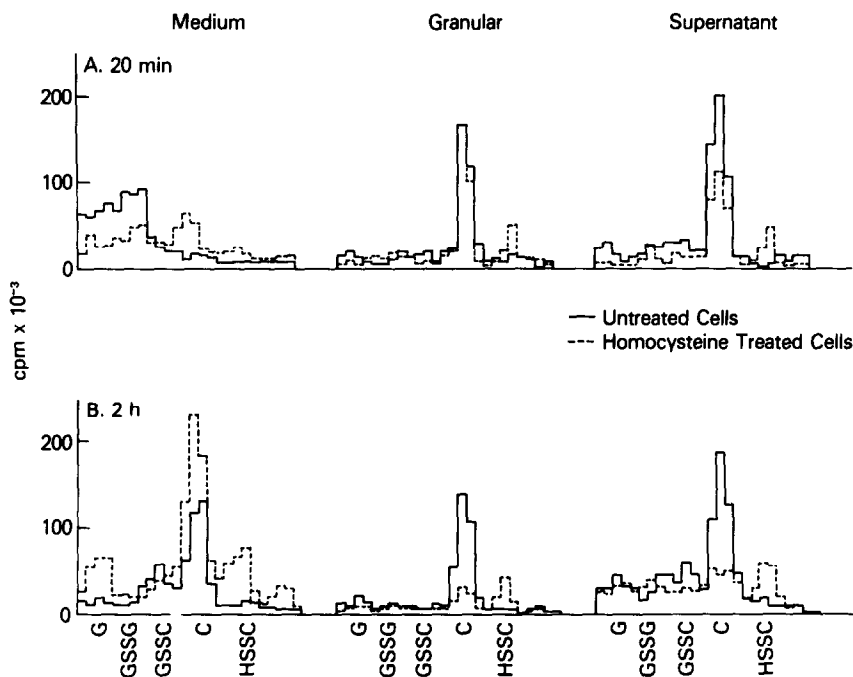 Medium Granular Supernatant
A. 20 min
200
100
0
Untreated Cells
Homocysteine Treated Cells
cpm x 10⁻³
B. 2 h
200
100
0
G GSSG GSSC C HSSC G GSSG GSSC C HSSC G GSSG GSSC C HSSC